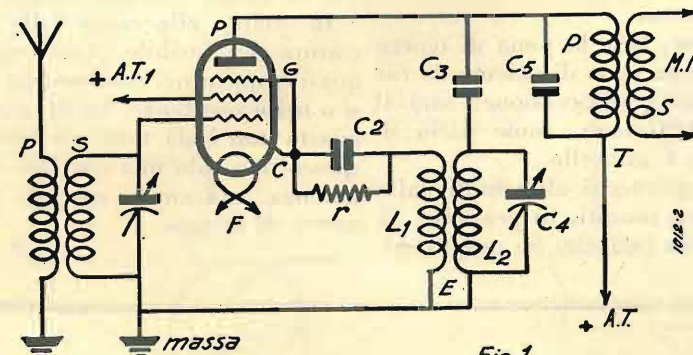 P
G
C3
C5
P
M.F
S
+ A.T.1
P
S
C
C2
r
F
L1
L2
C4
T
E
1012-2
+ A.T.
massa
Fig. 1